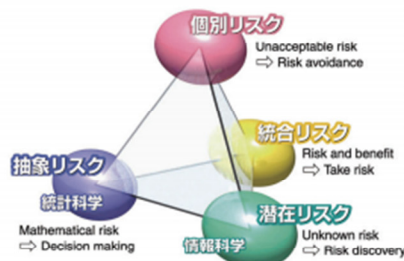 個別リスク
Unacceptable risk
⇨ Risk avoidance
統合リスク
Risk and benefit
⇨ Take risk
抽象リスク
統計科学
Mathematical risk
⇨ Decision making
潜在リスク
情報科学
Unknown risk
⇨ Risk discovery